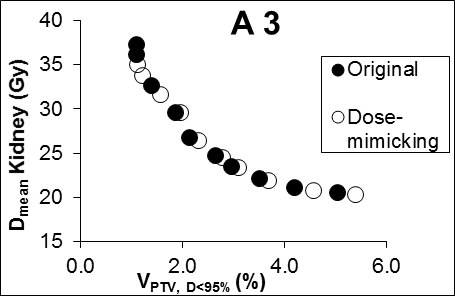 A 3
40
35
30
25
20
15
0.0
2.0
4.0
6.0
Dmean Kidney (Gy)
VPTV, D<95% (%)
Original
Dose-
mimicking